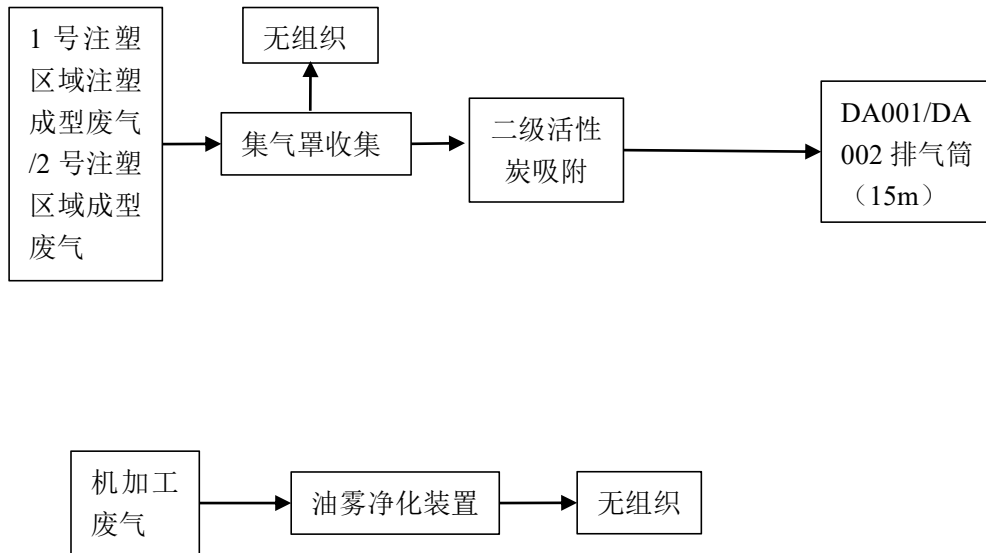 1 号注塑
区域注塑
成型废气
/2 号注塑
区域成型
废气
无组织
集气罩收集
二级活性
炭吸附
DA001/DA
002 排气筒
（15m）
机加工
废气
油雾净化装置
无组织